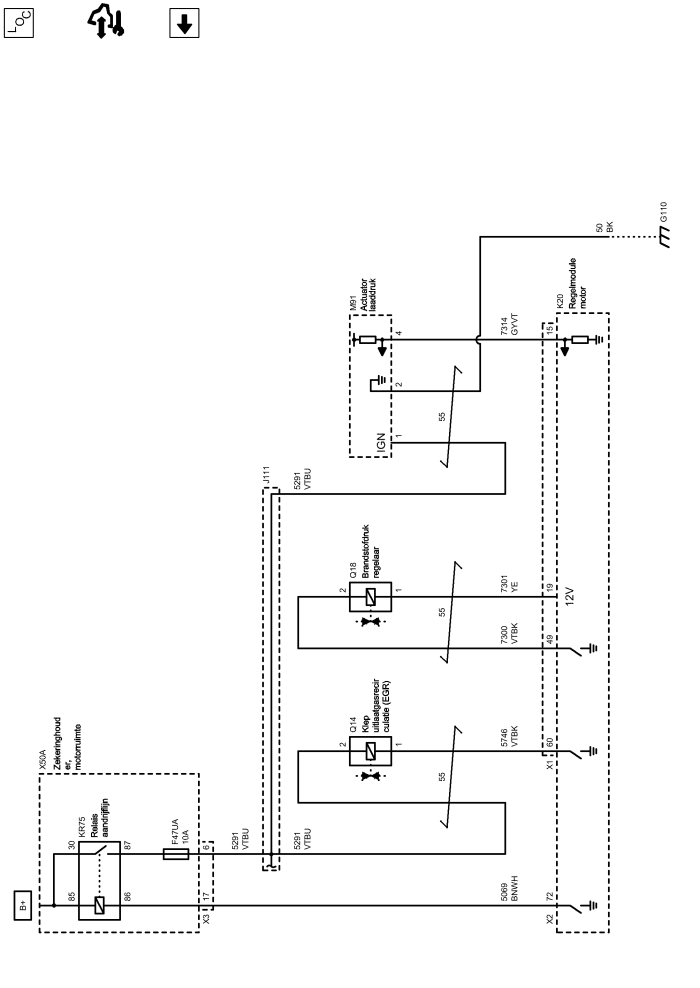 LOC
B+
X50A
Zekeringhoud
er,
motorruimte
KR75
Relais
aandrijflijn
85
30
86
87
F47UA
10A
X3
17
6
5291
VTBU
J111
5291
VTBU
5291
VTBU
Q14
Klep
uitlaatgasrecir
culatie (EGR)
2
1
Q18
Brandstofdruk
regelaar
2
1
M91
Actuator
laaddruk
IGN
1
2
4
55
55
55
5069
BNWH
5746
VTBK
7300
VTBK
7301
YE
7314
GYVT
50
BK
G110
X2
72
X1
60
49
19
15
12V
K20
Regelmodule
motor